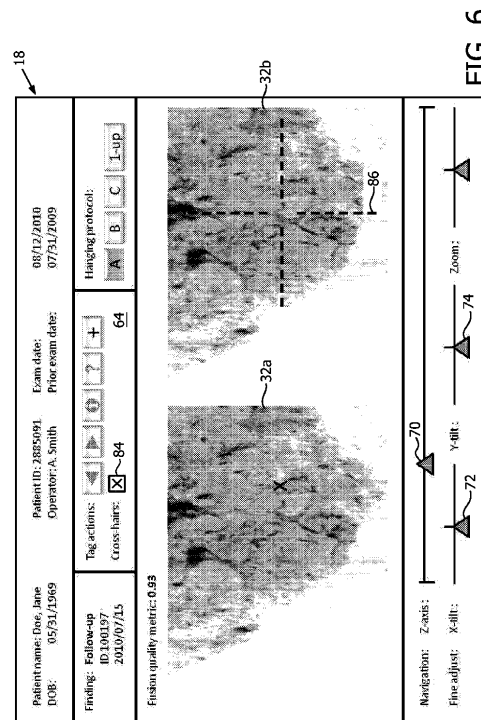 18
Patient name: Doe, Jane Patient ID: 2885091 Exam date: 08/12/2010
DOB: 05/31/1969 Operator: A. Smith Prior exam date: 07/31/2009
Finding: Follow-up Tag actions: ? + Hanging protocol:
ID100197 A B C 1-up
2010/07/15 Cross-hairs: X 84 64
Fusion quality metric: 0.93
32a 32b
X
86
70
Navigation: Z-axis:
72 74
Fine adjust: X-tilt: Y-tilt: Zoom:
FIG. 6